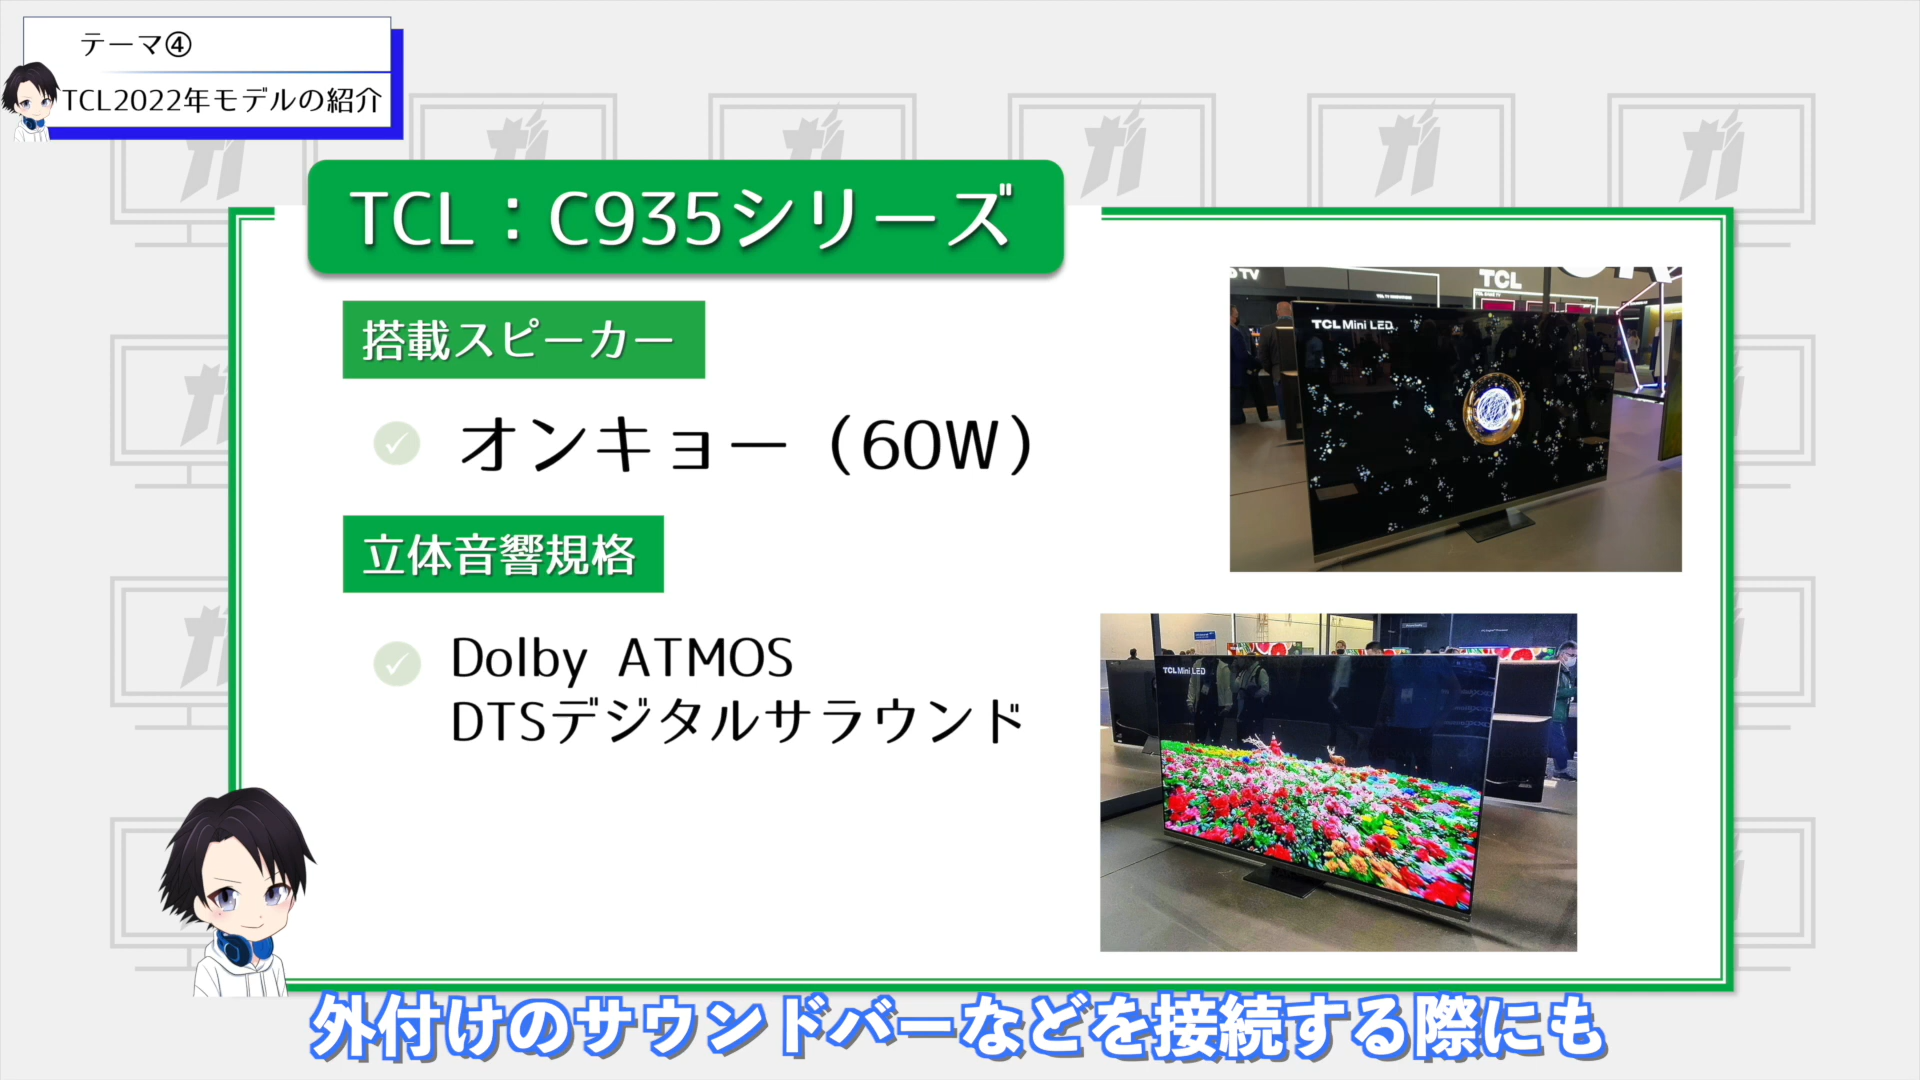 テーマ④
TCL2022年モデルの紹介
TCL：C935シリーズ
搭載スピーカー
オンキョー（60W）
立体音響規格
Dolby ATMOS
DTSデジタルサラウンド
TCL
TCL Mini LED
TCL Mini LED
外付けのサウンドバーなどを接続する際にも